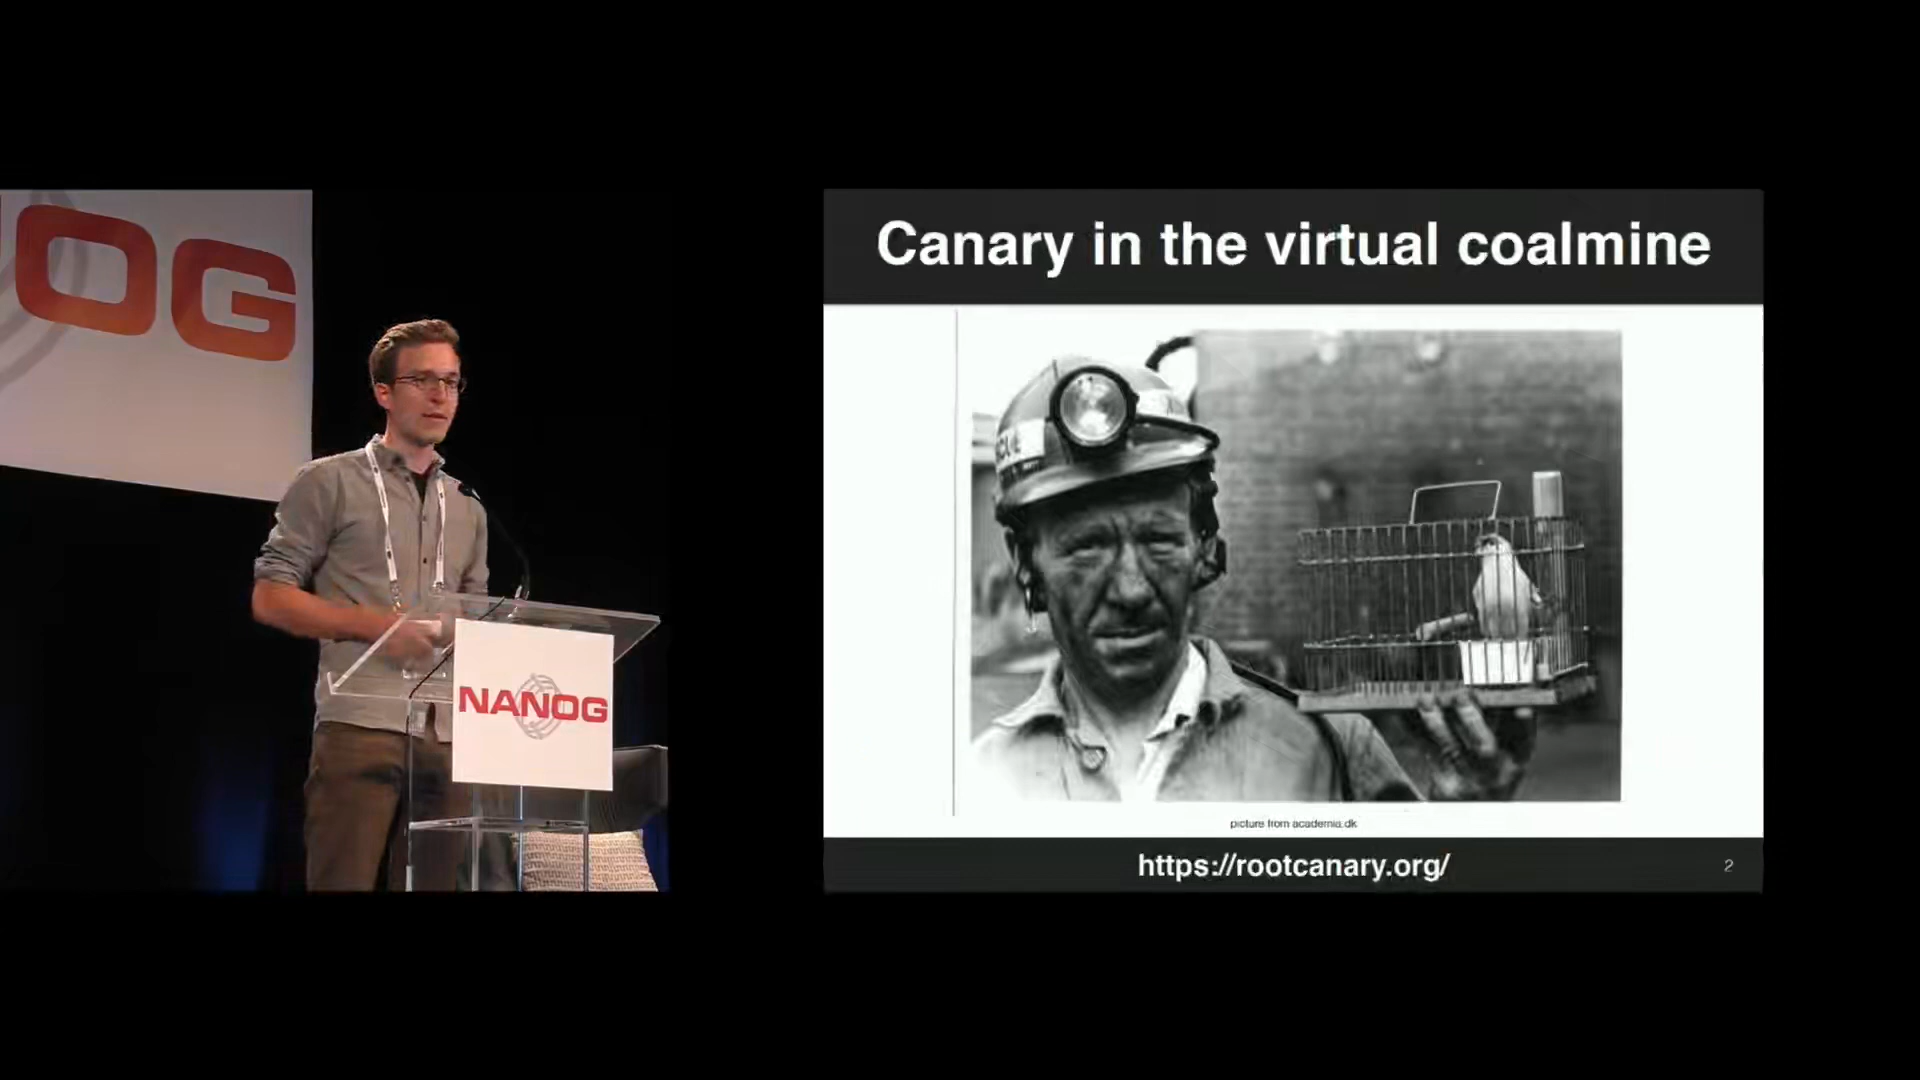 OG
NANOG
Canary in the virtual coalmine
picture from academia.dk
https://rootcanary.org/
2